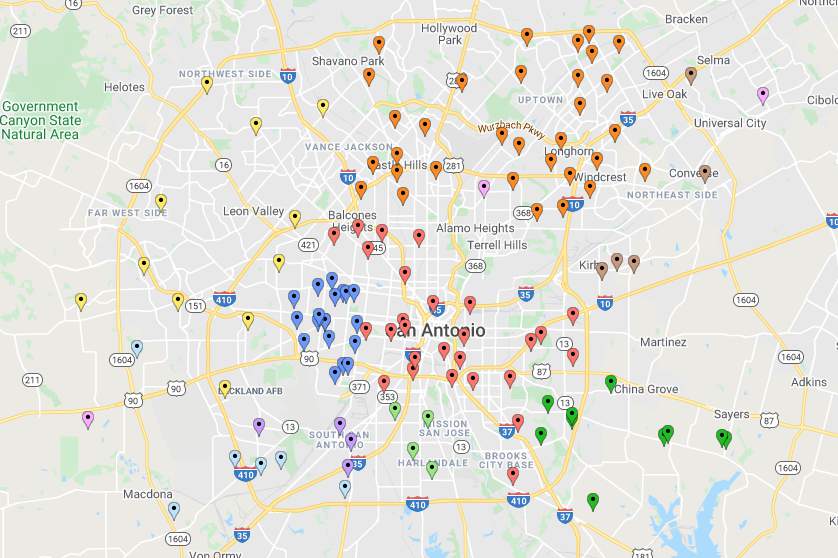 16
Grey Forest
211
Hollywood
Park
Bracken
Shavano Park
Selma
NORTHWEST SIDE
10
1604
Helotes
Live Oak
UPTOWN
Government
Canyon State
Natural Area
35
Universal City
Cibolo
Wurzbach Pkwy
VANCE JACKSON
Longhorn
16
Castle Hills
281
10
Windcrest
Converse
1604
NORTHEAST SIDE
FAR WEST SIDE
Leon Valley
Balcones
Heights
368
10
10
Alamo Heights
421
345
Terrell Hills
368
Kirby
410
35
10
1604
151
San Antonio
13
Martinez
90
1604
87
1604
211
90
90
371
LACKLAND AFB
353
China Grove
Adkins
13
Sayers
87
13
MISSION
SAN JOSE
37
SOUTH SAN
ANTONIO
13
BROOKS
CITY BASE
35
HARLANDALE
410
1604
Macdona
410
410
37
35
1604
Von Ormy
181